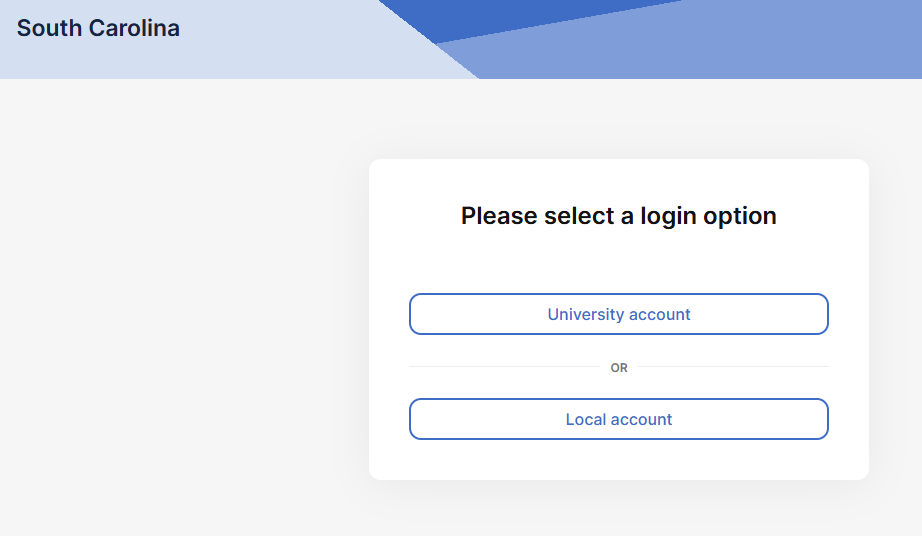 South Carolina
Please select a login option
University account
OR
Local account